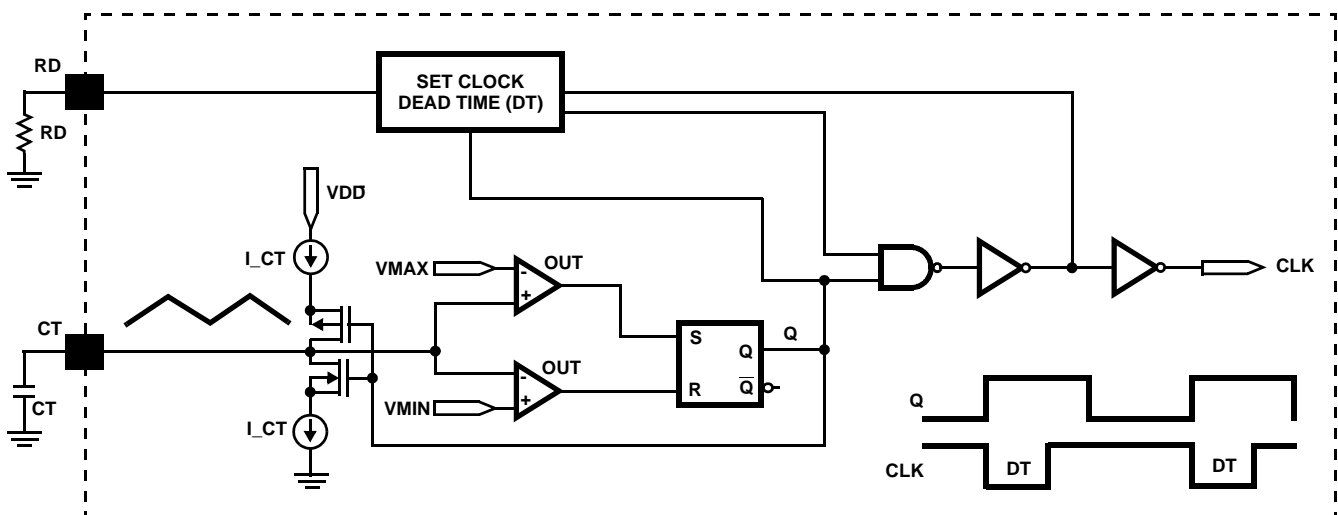 RD
SET CLOCK
DEAD TIME (DT)
RD
VDD
I_CT
VMAX
-
+
OUT
CLK
CT
S
Q
Q
OUT
-
+
R
Q
VMIN
CT
I_CT
Q
CLK
DT
DT